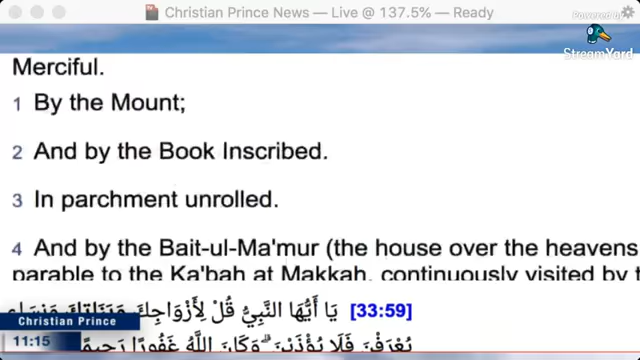 Christian Prince News — Live @ 137.5% — Ready
Powered by
StreamYard
Merciful.
1 By the Mount;
2 And by the Book Inscribed.
3 In parchment unrolled.
4 And by the Bait-ul-Ma'mur (the house over the heavens
parable to the Ka'bah at Makkah, continuously visited by
يَا أَيُّهَا النَّبِيُّ قُلْ لِأَزْوَاجِكَ وَبَنَاتِكَ [33:59]
Christian Prince
يُعْرَفْنَ فَلَا يُؤْذَيْنَ ۗ وَكَانَ اللَّهُ غَفُورًا رَحِيمًا
11:15